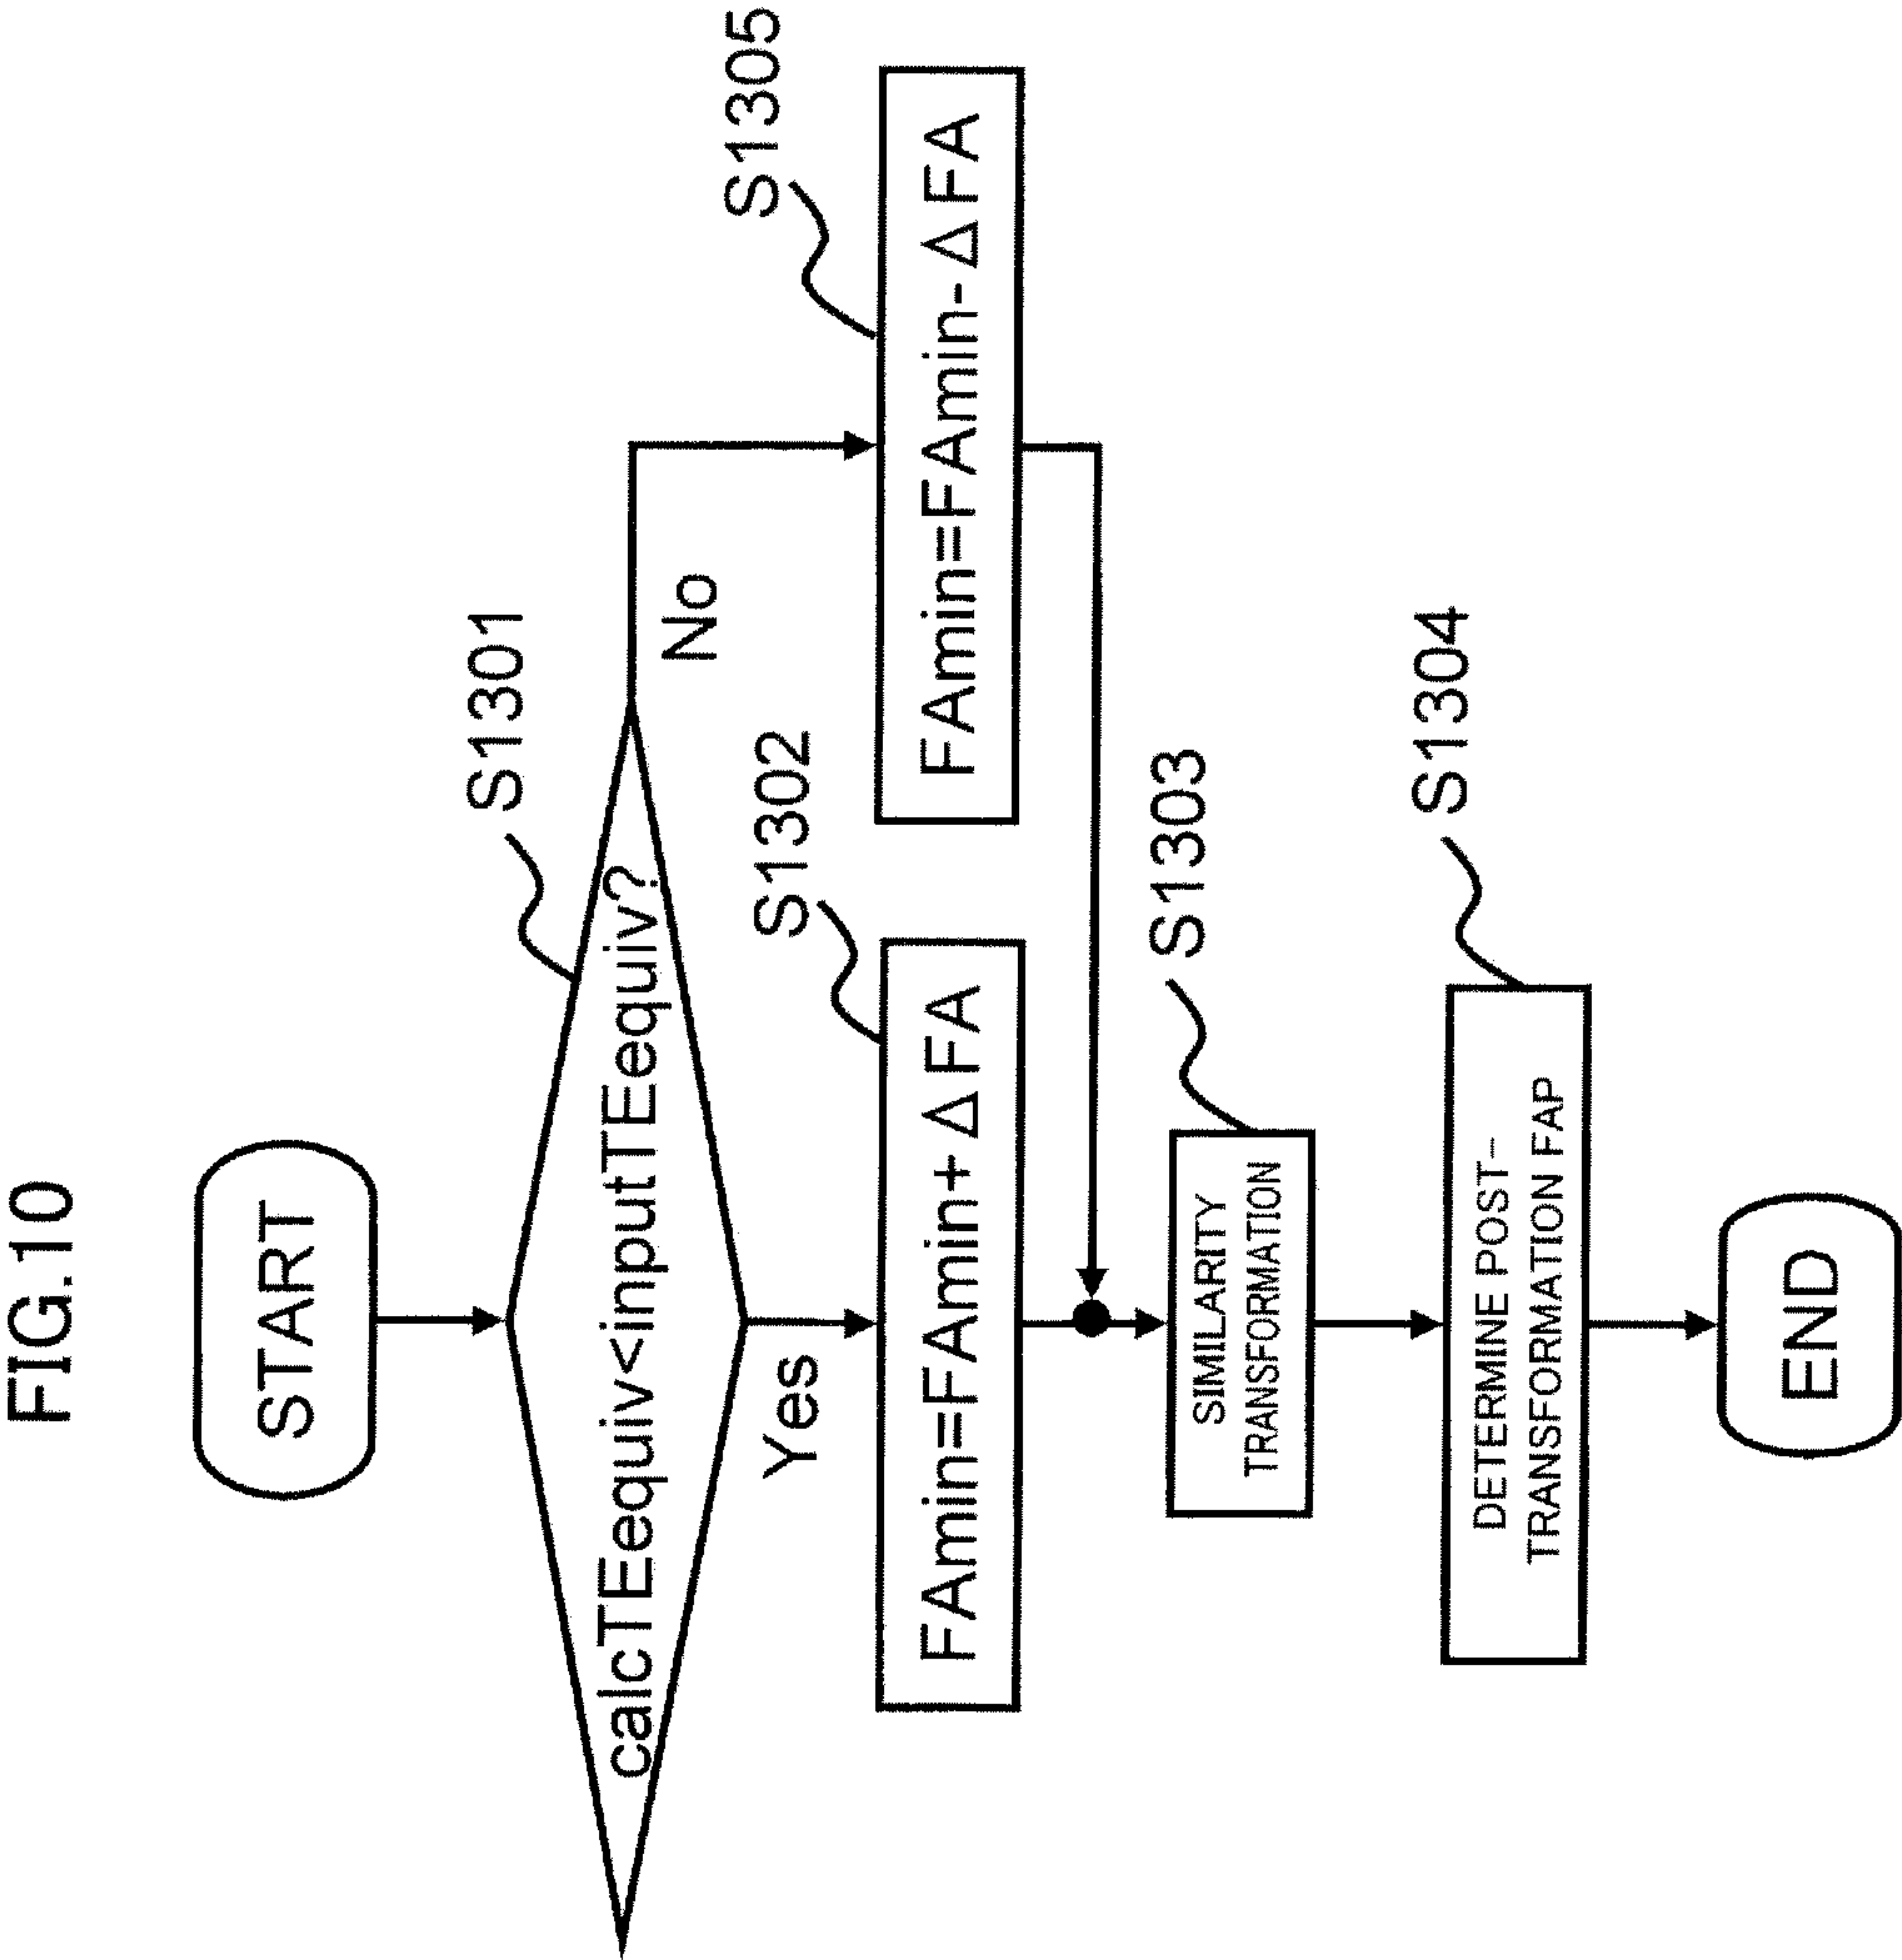 FIG.10
START
S1301
calcTEequiv<inputTEequiv?
No
Yes
S1302
S1305
FAmin=FAmin+ΔFA
FAmin=FAmin-ΔFA
S1303
SIMILARITY
TRANSFORMATION
S1304
DETERMINE POST-
TRANSFORMATION FAP
END